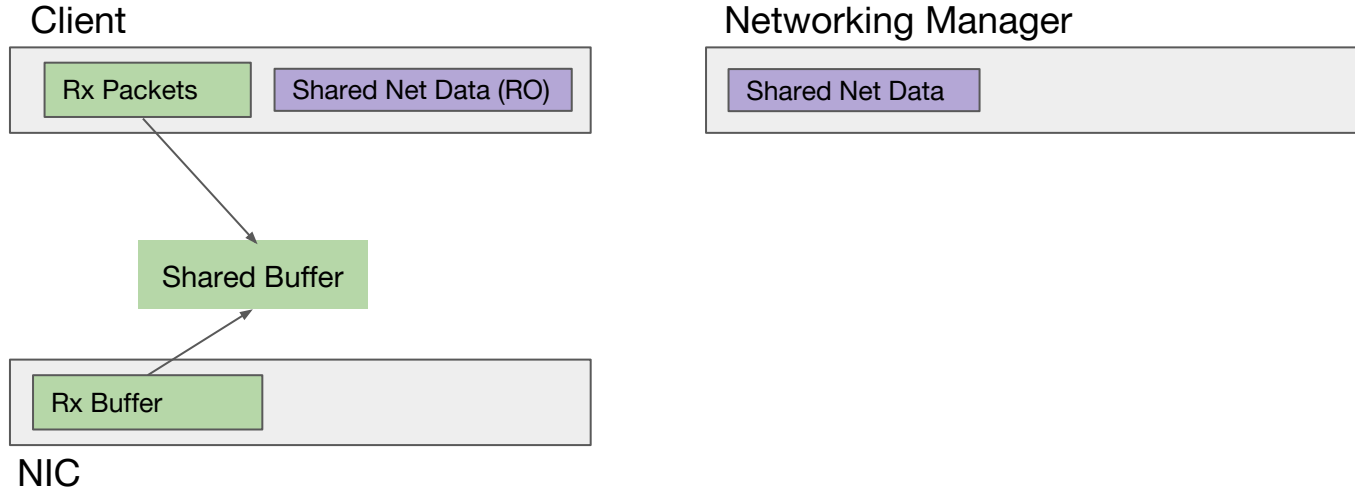 Client
Networking Manager
Rx Packets
Shared Net Data (RO)
Shared Net Data
Shared Buffer
Rx Buffer
NIC